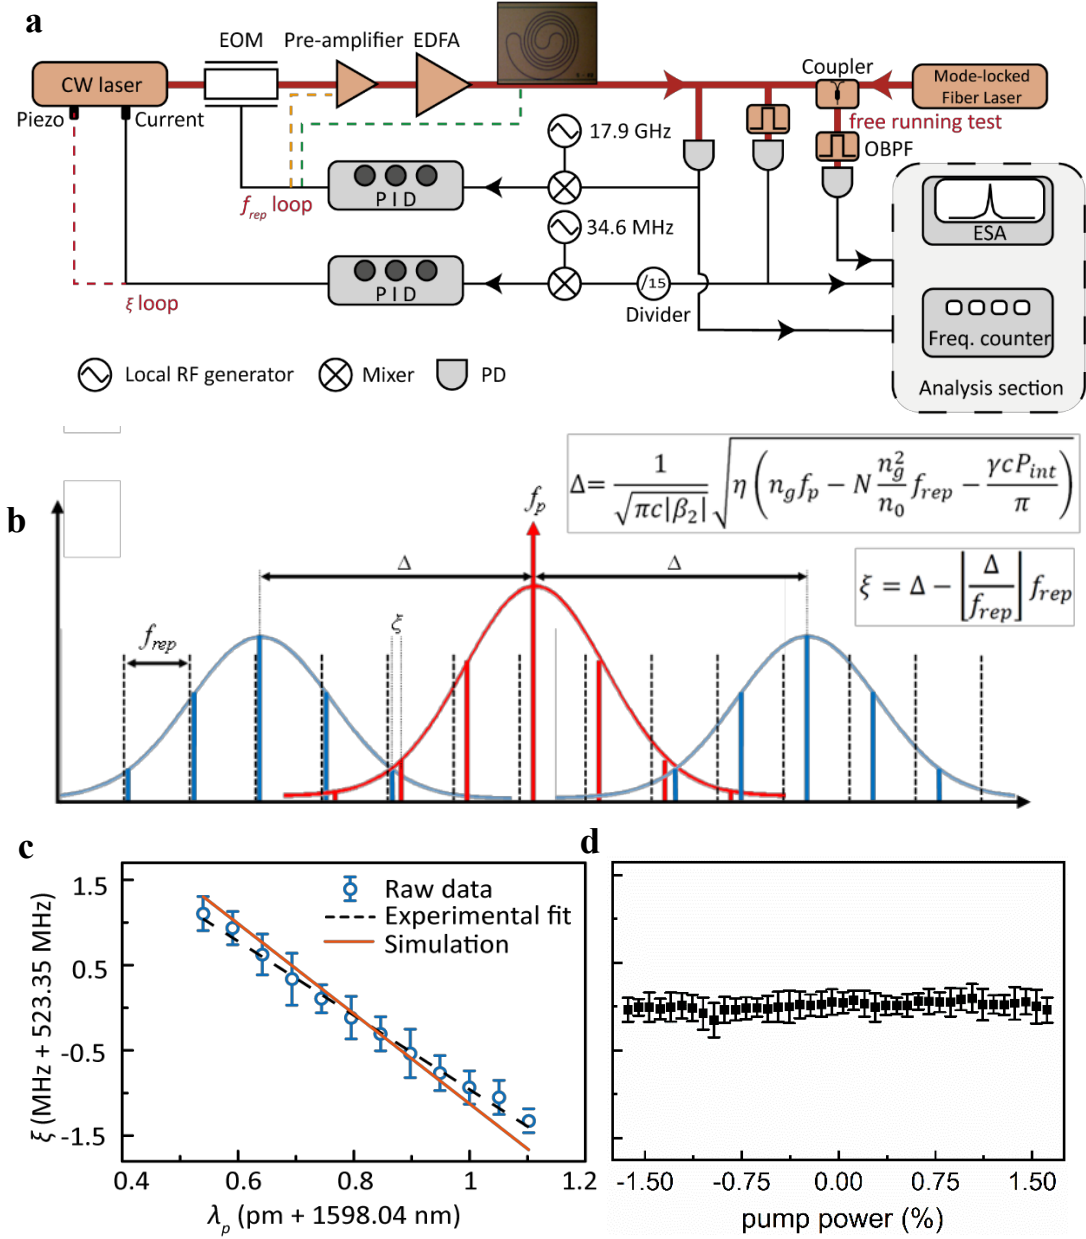 a
EOM
Pre-amplifier
EDFA
CW laser
Coupler
Mode-locked
Fiber Laser
Piezo
Current
17.9 GHz
free running test
OBPF
P I D
f_rep loop
34.6 MHz
ESA
P I D
/15
ξ loop
Divider
Freq. counter
Local RF generator
Mixer
PD
Analysis section
b
Δ= 1/√(πc|β₂|) √(η(n_g f_p − N (n_g²/n₀) f_rep − γcP_int/π))
f_p
Δ
Δ
ξ = Δ − ⌊Δ/f_rep⌋ f_rep
ξ
f_rep
c
d
1.5
0.5
-0.5
-1.5
ξ (MHz + 523.35 MHz)
Raw data
Experimental fit
Simulation
0.4
0.6
0.8
1
1.2
λ_p (pm + 1598.04 nm)
-1.50
-0.75
0.00
0.75
1.50
pump power (%)